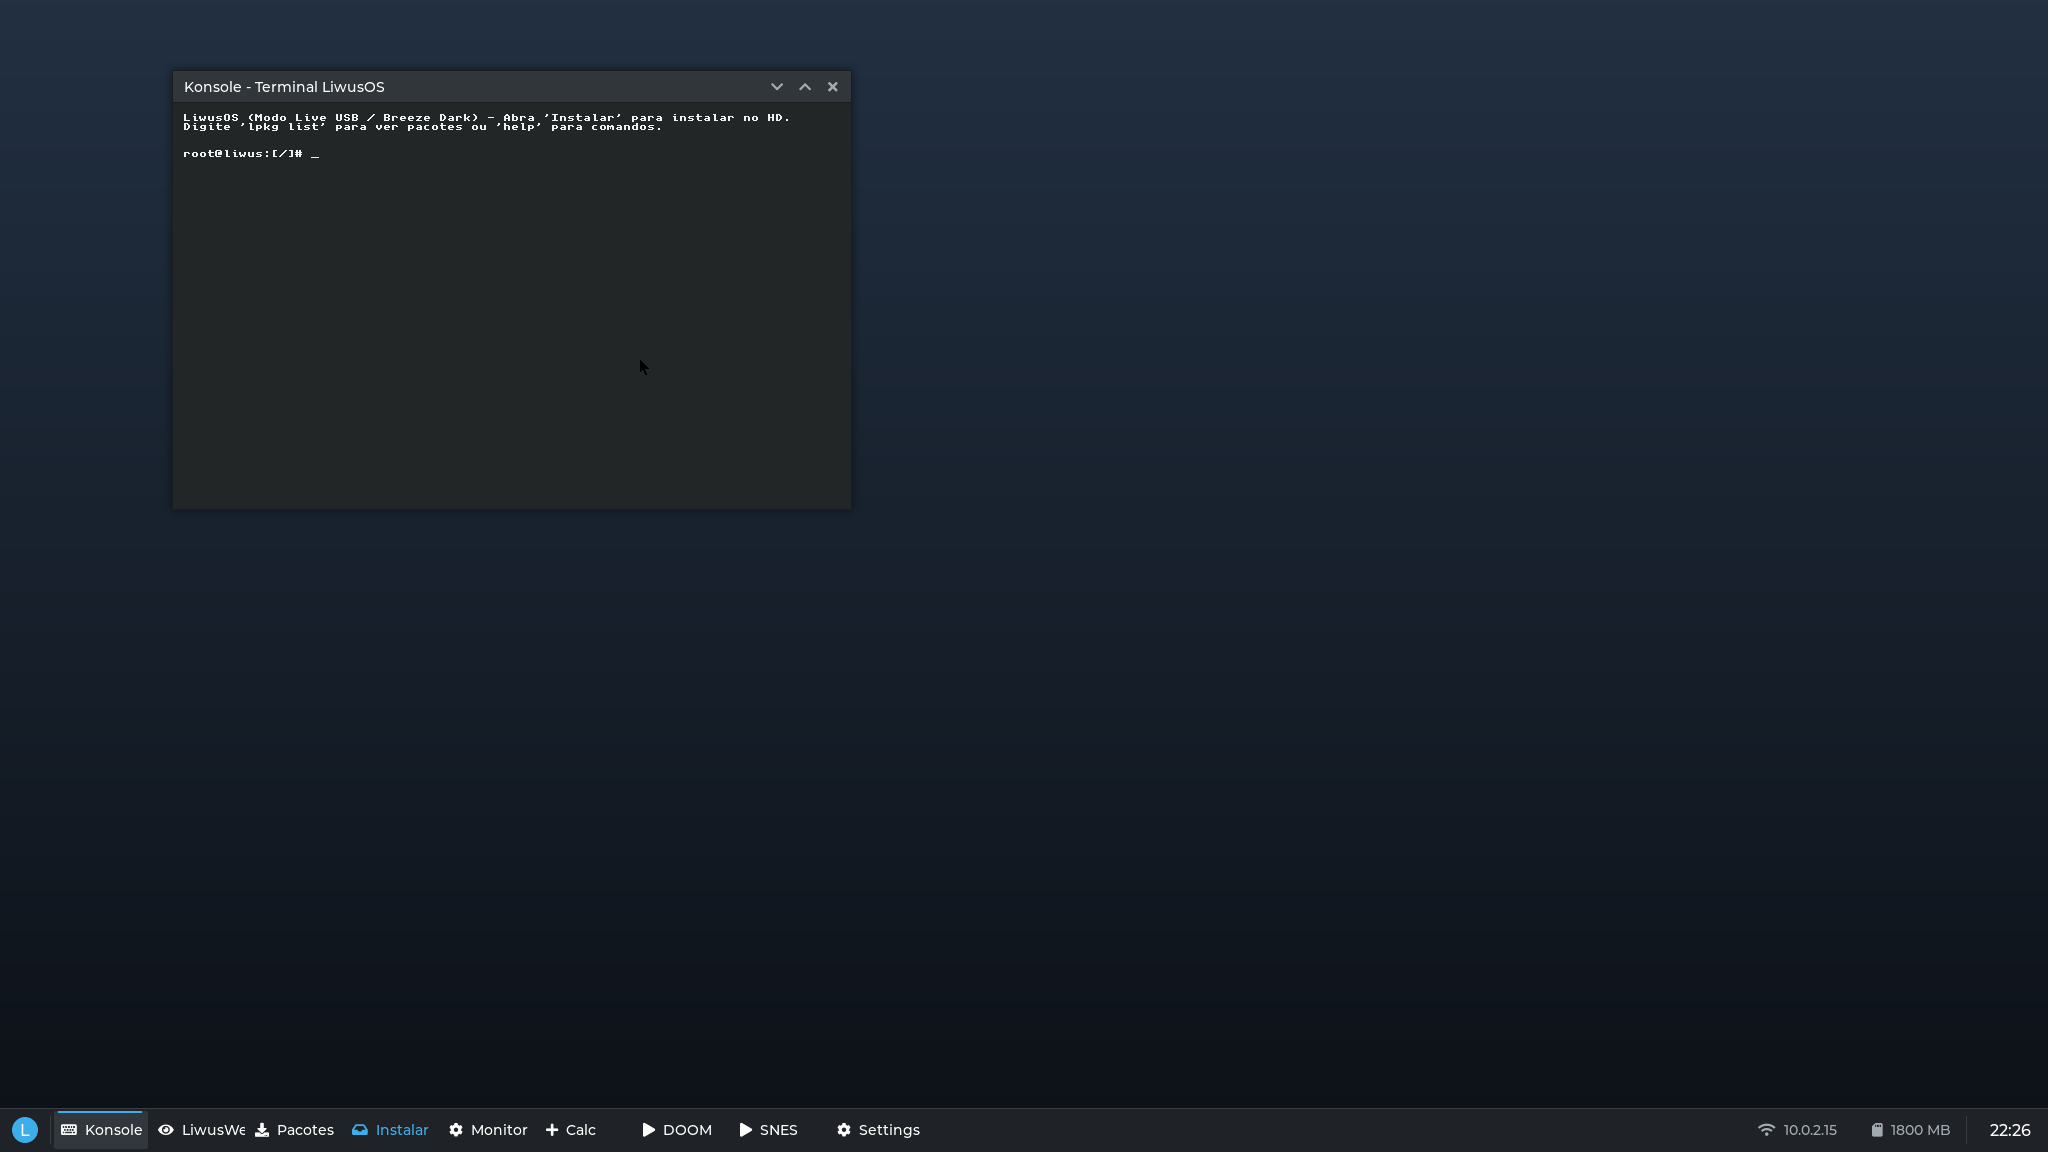 Konsole - Terminal LiwusOS
LiwusOS (Modo Live USB / Breeze Dark) - Abra 'Instalar' para instalar no HD.
Digite 'lpkg list' para ver pacotes ou 'help' para comandos.
root@liwus:[/]# _
L Konsole LiwusWe Pacotes Instalar Monitor Calc DOOM SNES Settings 10.0.2.15 1800 MB 22:26